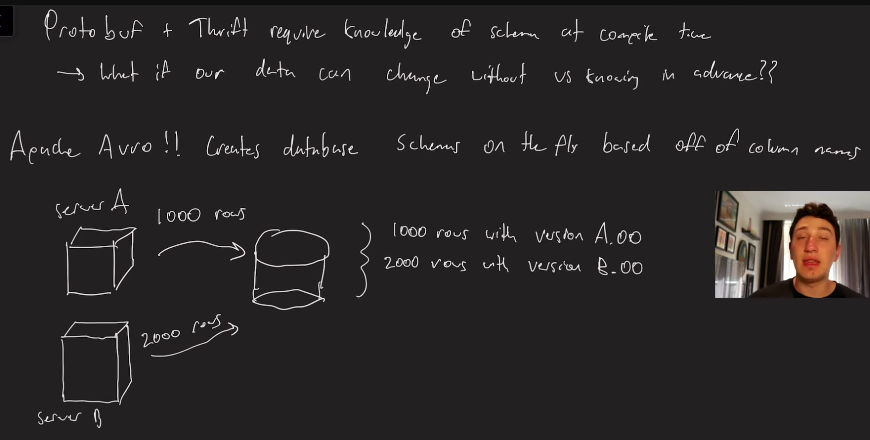 Protobuf + Thrift require knowledge of schema at compile time
→ What if our data can change without us knowing in advance??
Apache Avro!! Creates database schemas on the fly based off of column names
server A
1000 rows
1000 rows with version A.00
2000 rows with version B.00
2000 rows
server B